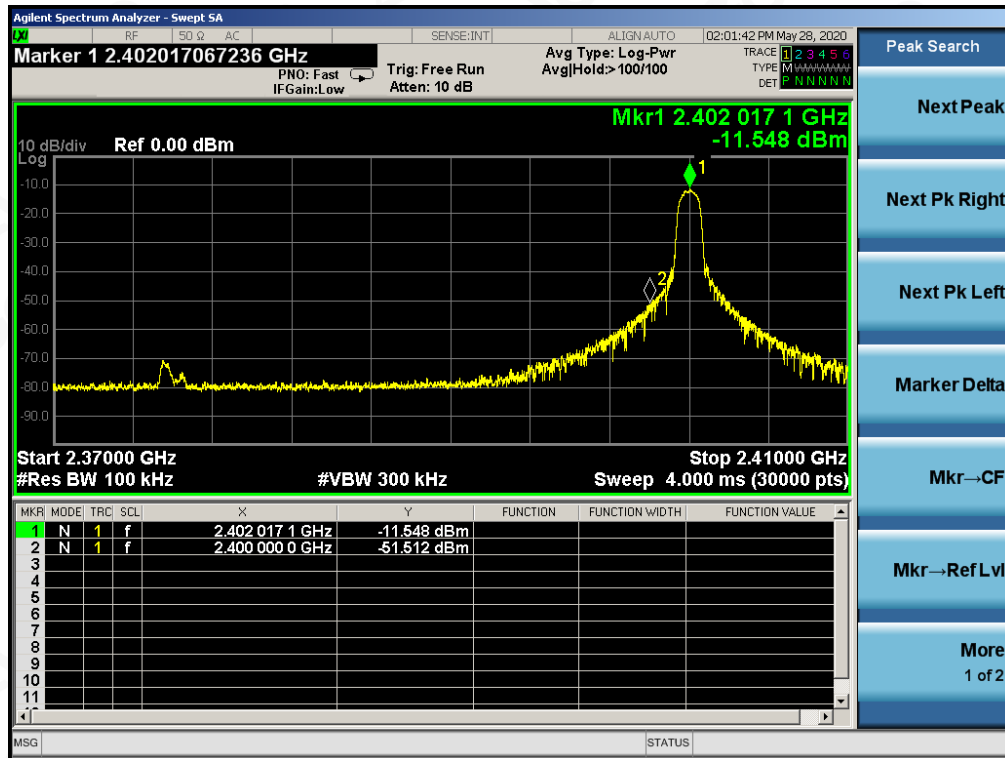 Agilent Spectrum Analyzer - Swept SA
LXI RF 50 Ω AC SENSE:INT ALIGN AUTO 02:01:42 PM May 28, 2020
Marker 1 2.402017067236 GHz
PNO: Fast
IFGain:Low
Trig: Free Run
Atten: 10 dB
Avg Type: Log-Pwr
Avg|Hold:> 100/100
TRACE 1 2 3 4 5 6
TYPE M WWWWW
DET P N N N N N
Peak Search
Mkr1 2.402 017 1 GHz
-11.548 dBm
10 dB/div Ref 0.00 dBm
Log
-10.0
-20.0
-30.0
-40.0
-50.0
-60.0
-70.0
-80.0
-90.0
1
2
Start 2.37000 GHz Stop 2.41000 GHz
#Res BW 100 kHz #VBW 300 kHz Sweep 4.000 ms (30000 pts)
MKR MODE TRC SCL X Y FUNCTION FUNCTION WIDTH FUNCTION VALUE
1 N 1 f 2.402 017 1 GHz -11.548 dBm
2 N 1 f 2.400 000 0 GHz -51.512 dBm
3
4
5
6
7
8
9
10
11
MSG STATUS
Next Peak
Next Pk Right
Next Pk Left
Marker Delta
Mkr→CF
Mkr→Ref Lvl
More
1 of 2